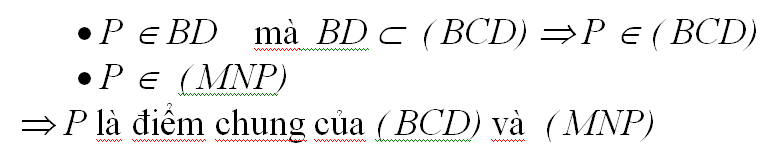 • P ∈ BD mà BD ⊂ (BCD) ⇒ P ∈ (BCD)
• P ∈ (MNP)
⇒ P là điểm chung của (BCD) và (MNP)